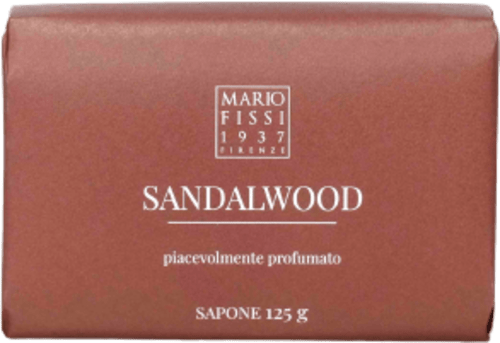 MARIO
FISSI
1937
FIRENZE
SANDALWOOD
piacevolmente profumato
SAPONE 125 g